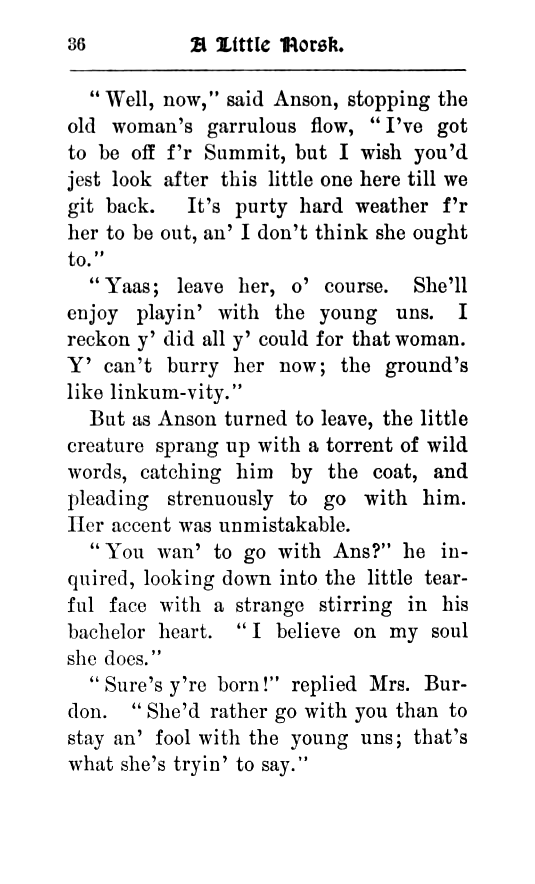 36 A Little Norsk.
"Well, now," said Anson, stopping the
old woman's garrulous flow, "I've got
to be off f'r Summit, but I wish you'd
jest look after this little one here till we
git back. It's purty hard weather f'r
her to be out, an' I don't think she ought
to."
"Yaas; leave her, o' course. She'll
enjoy playin' with the young uns. I
reckon y' did all y' could for that woman.
Y' can't burry her now; the ground's
like linkum-vity."
But as Anson turned to leave, the little
creature sprang up with a torrent of wild
words, catching him by the coat, and
pleading strenuously to go with him.
Her accent was unmistakable.
"You wan' to go with Ans?" he in-
quired, looking down into the little tear-
ful face with a strange stirring in his
bachelor heart. "I believe on my soul
she does."
"Sure's y're born!" replied Mrs. Bur-
don. "She'd rather go with you than to
stay an' fool with the young uns; that's
what she's tryin' to say."